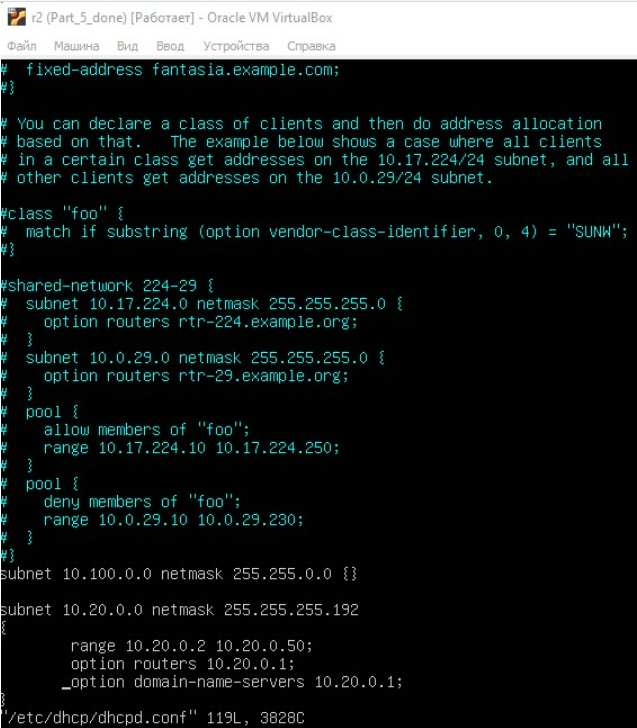 r2 (Part_5_done) [Работает] - Oracle VM VirtualBox
Файл Машина Вид Ввод Устройства Справка
#  fixed-address fantasia.example.com;
#}
# You can declare a class of clients and then do address allocation
# based on that.   The example below shows a case where all clients
# in a certain class get addresses on the 10.17.224/24 subnet, and all
# other clients get addresses on the 10.0.29/24 subnet.
#class "foo" {
#  match if substring (option vendor-class-identifier, 0, 4) = "SUNW";
#}
#shared-network 224-29 {
#  subnet 10.17.224.0 netmask 255.255.255.0 {
#    option routers rtr-224.example.org;
#  }
#  subnet 10.0.29.0 netmask 255.255.255.0 {
#    option routers rtr-29.example.org;
#  }
#  pool {
#    allow members of "foo";
#    range 10.17.224.10 10.17.224.250;
#  }
#  pool {
#    deny members of "foo";
#    range 10.0.29.10 10.0.29.230;
#  }
#}
subnet 10.100.0.0 netmask 255.255.0.0 {}
subnet 10.20.0.0 netmask 255.255.255.192
{
        range 10.20.0.2 10.20.0.50;
        option routers 10.20.0.1;
        option domain-name-servers 10.20.0.1;
}
"/etc/dhcp/dhcpd.conf" 119L, 3828C